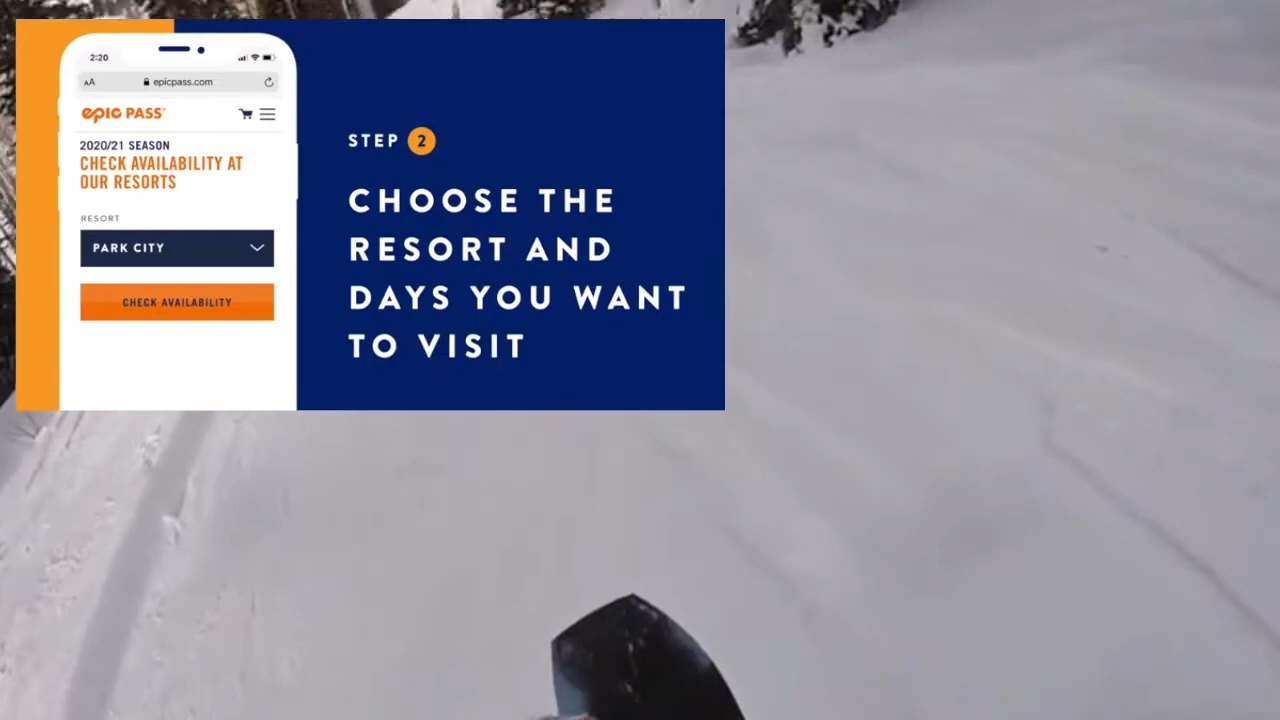 2:20
AA epicpass.com
epic PASS
2020/21 SEASON
CHECK AVAILABILITY AT
OUR RESORTS
RESORT
PARK CITY
CHECK AVAILABILITY
STEP 2
CHOOSE THE
RESORT AND
DAYS YOU WANT
TO VISIT